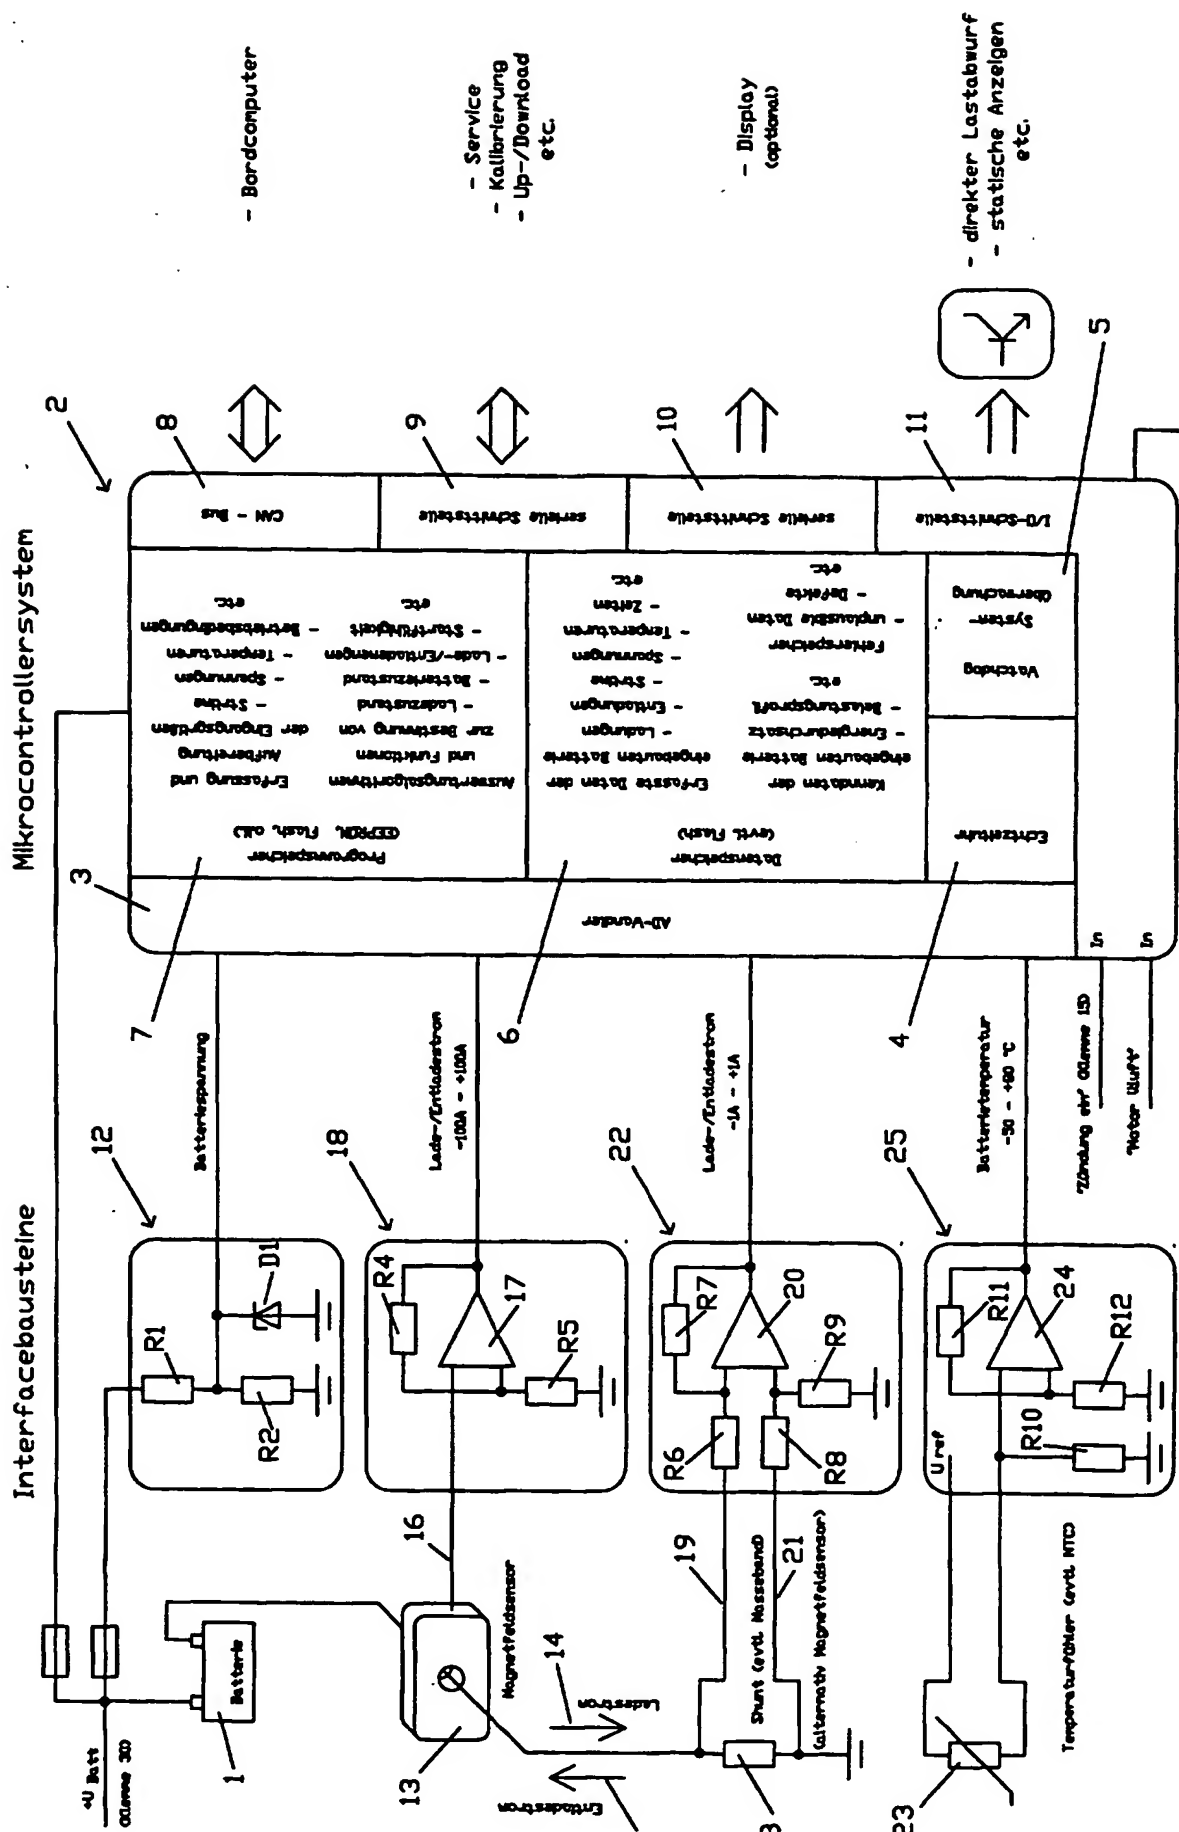 Interfacebausteine
Mikrocontrollersystem
+U Batt
(Klemme 30)
1
Batterie
R1
R2
D1
12
Batteriespannung
3
7
2
8
CAN - Bus
- Bordcomputer
Programmspeicher
(EEPROM, Flash, o.ä.)
Erfassung und
Aufbereitung
der Eingangsgrößen
- Ströme
- Spannungen
- Temperaturen
- Betriebsbedingungen
etc.
Auswertungsalgorithmen
und Funktionen
zur Bestimmung von
- Ladezustand
- Batteriezustand
- Lade-/Entlademengen
- Startfähigkeit
etc.
13
Magnetfeldsensor
16
R4
17
R5
18
Lade-/Entladestrom
-100A - +100A
AD-Wandler
6
9
serielle Schnittstelle
- Service
- Kalibrierung
- Up-/Download
etc.
Datenspeicher
(evtl. Flash)
Erfasste Daten der
eingebauten Batterie
- Ladungen
- Entladungen
- Ströme
- Spannungen
- Temperaturen
- Zeiten
etc.
Kenndaten der
eingebauten Batterie
- Energiedurchsatz
- Belastungsprofil
etc.
Fehlerspeicher
- unplausible Daten
- Defekte
etc.
Entladestrom
14
Ladestrom
Shunt (evtl. Masseband)
(alternativ Magnetfeldsensor)
19
21
R6
R7
R8
R9
20
22
Lade-/Entladestrom
-1A - +1A
10
serielle Schnittstelle
- Display
(optional)
23
Temperaturfühler (evtl. NTC)
U ref
R10
R11
R12
24
25
Batterietemperatur
-50 - +80 °C
4
Echtzeituhr
Watchdog
System-
Überwachung
5
11
I/O-Schnittstelle
- direkter Lastabwurf
- statische Anzeigen
etc.
"Zündung ein" (Klemme 15)
In
"Motor läuft"
In